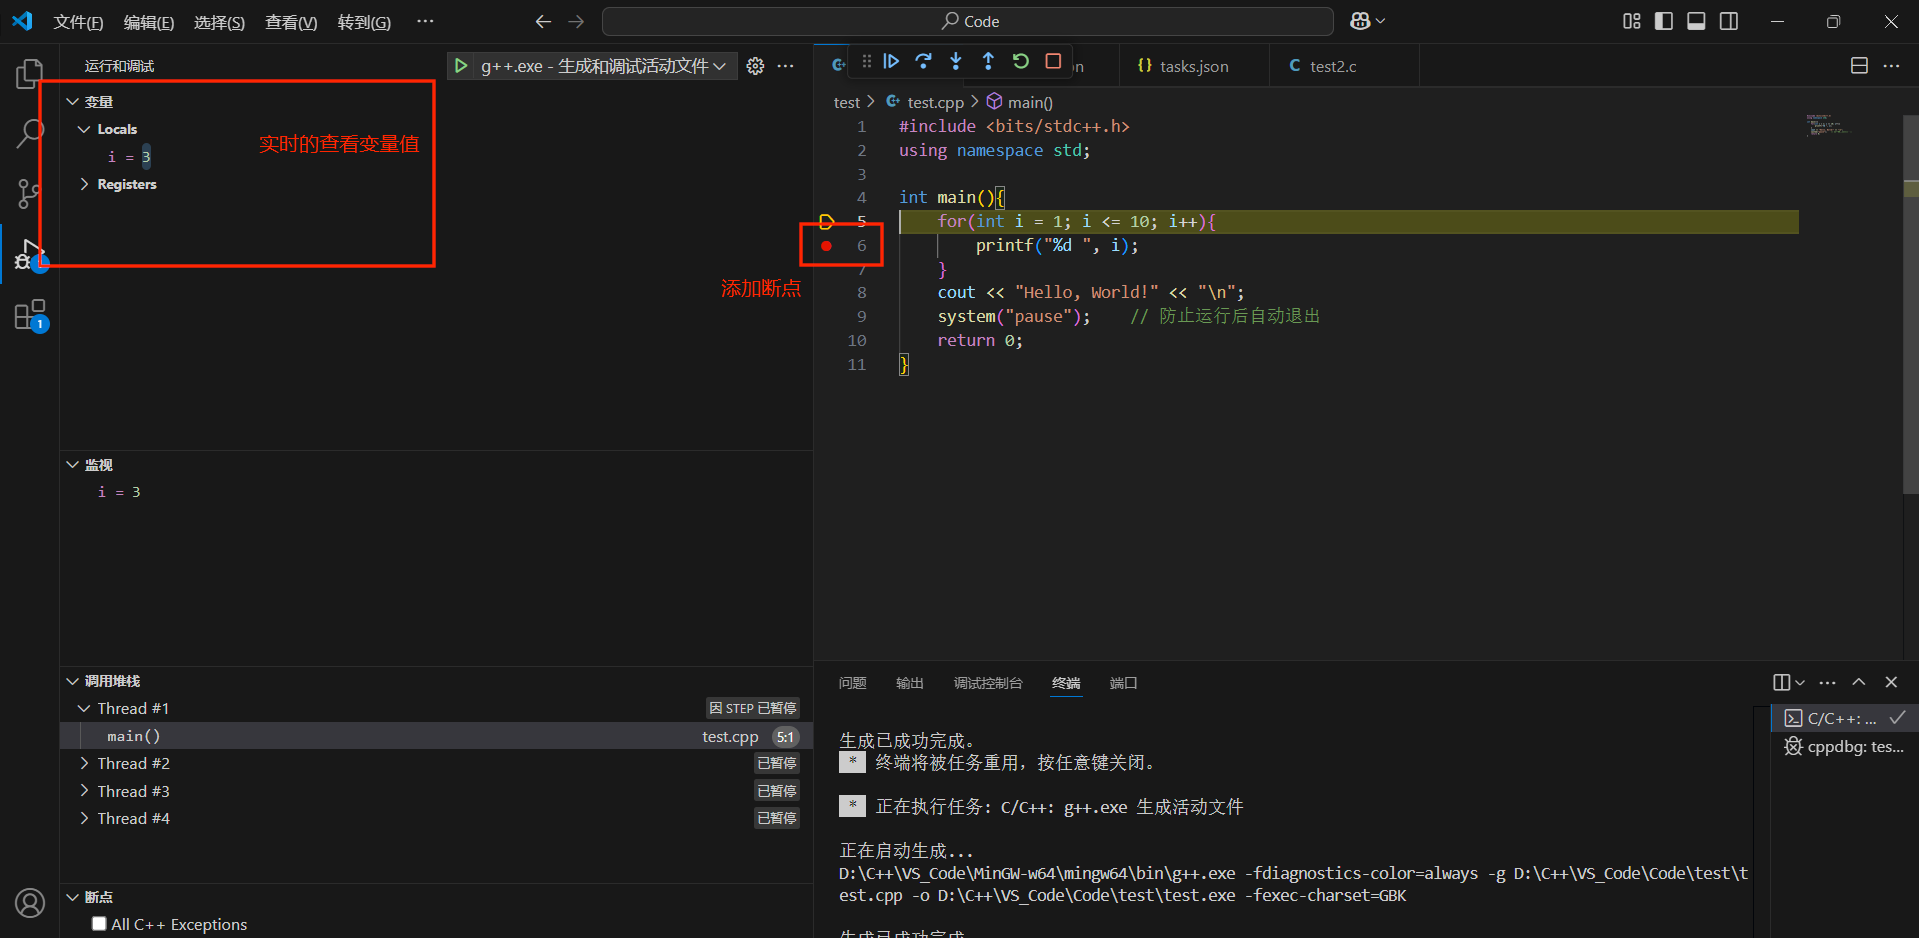 文件(F) 编辑(E) 选择(S) 查看(V) 转到(G) ··· Code
运行和调试
g++.exe - 生成和调试活动文件
变量
Locals
i = 3
Registers
实时的查看变量值
监视
i = 3
调用堆栈
Thread #1 因 STEP 已暂停
main() test.cpp 5:1
Thread #2 已暂停
Thread #3 已暂停
Thread #4 已暂停
断点
All C++ Exceptions
1
添加断点
n tasks.json C test2.c
test > test.cpp > main()
1 #include <bits/stdc++.h>
2 using namespace std;
3
4 int main(){
5 for(int i = 1; i <= 10; i++){
6 printf("%d ", i);
7 }
8 cout << "Hello, World!" << "\n";
9 system("pause"); // 防止运行后自动退出
10 return 0;
11 }
问题 输出 调试控制台 终端 端口
生成已成功完成。
* 终端将被任务重用，按任意键关闭。
* 正在执行任务: C/C++: g++.exe 生成活动文件
正在启动生成...
D:\C++\VS_Code\MinGW-w64\mingw64\bin\g++.exe -fdiagnostics-color=always -g D:\C++\VS_Code\Code\test\t
est.cpp -o D:\C++\VS_Code\Code\test\test.exe -fexec-charset=GBK
生成已成功完成
C/C++: ...
cppdbg: tes...